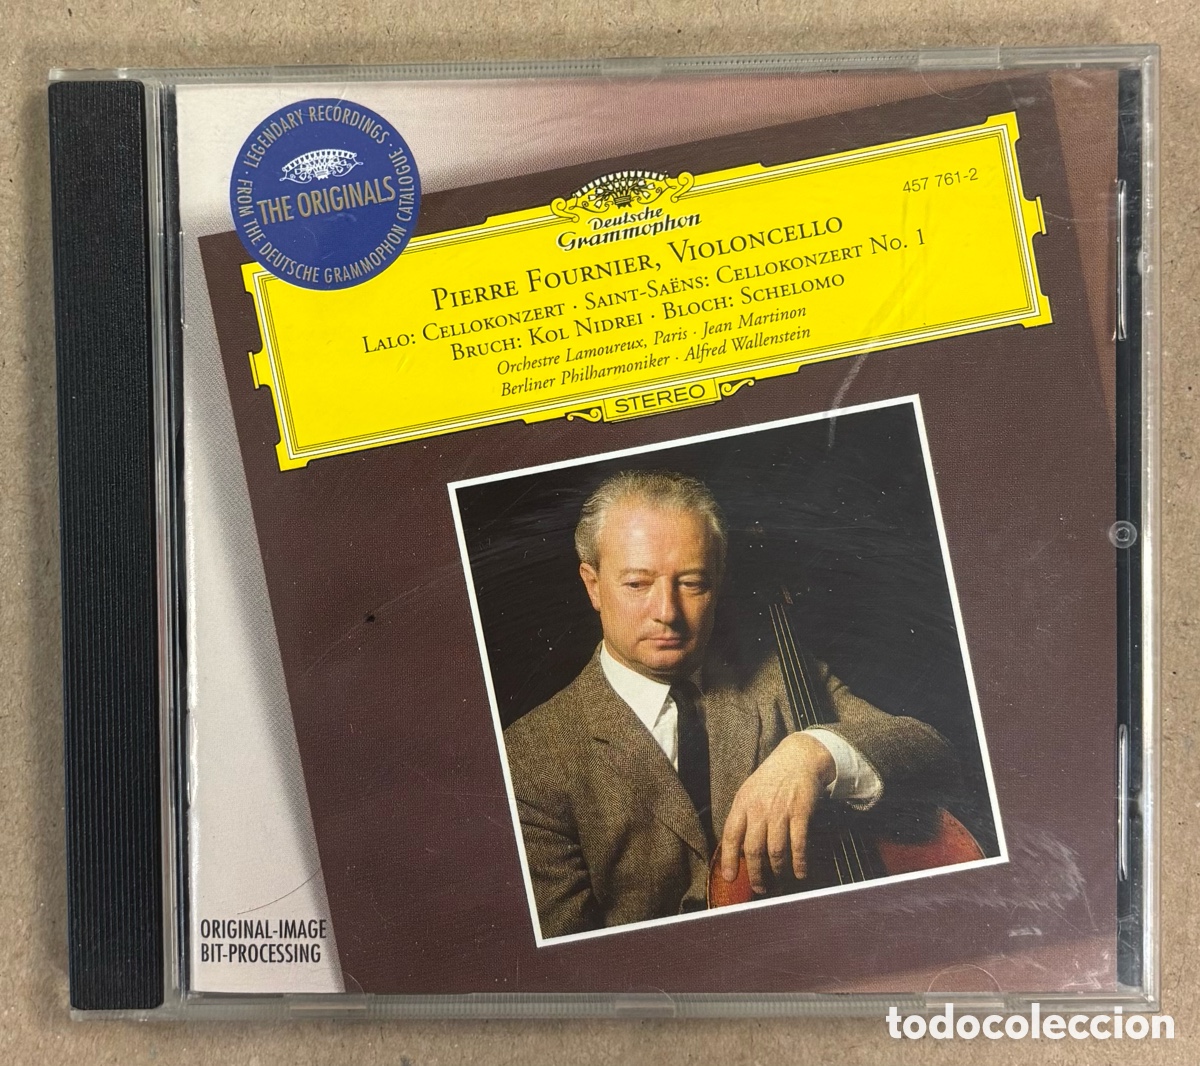 · LEGENDARY RECORDINGS ·
FROM THE DEUTSCHE GRAMMOPHON CATALOGUE
THE ORIGINALS
457 761-2
Deutsche
Grammophon
PIERRE FOURNIER, VIOLONCELLO
LALO: CELLOKONZERT · SAINT-SAËNS: CELLOKONZERT NO. 1
BRUCH: KOL NIDREI · BLOCH: SCHELOMO
Orchestre Lamoureux, Paris · Jean Martinon
Berliner Philharmoniker · Alfred Wallenstein
STEREO
ORIGINAL-IMAGE
BIT-PROCESSING
todocoleccion